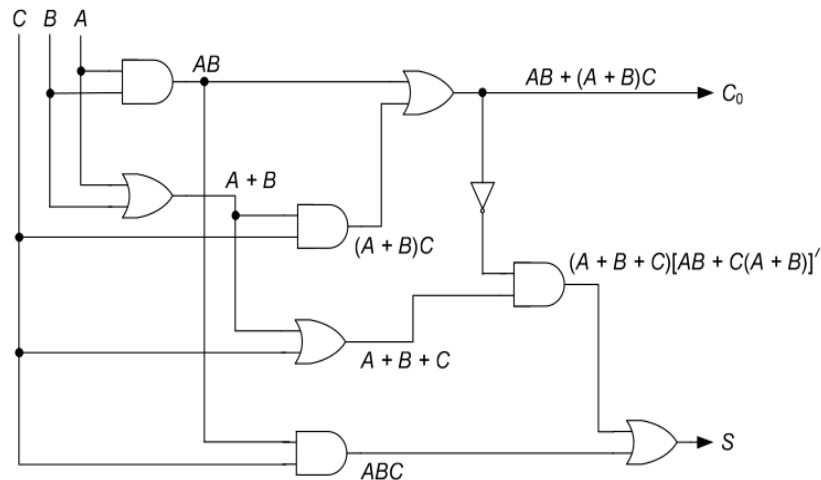 C B A
AB
AB + (A + B)C
C₀
A + B
(A + B)C
(A + B + C)[AB + C(A + B)]′
A + B + C
S
ABC